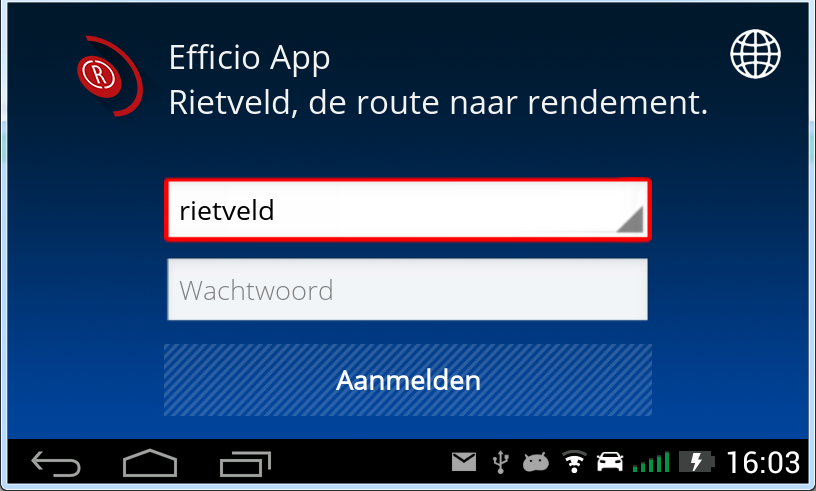 Efficio App
Rietveld, de route naar rendement.
R
rietveld
Wachtwoord
Aanmelden
16:03